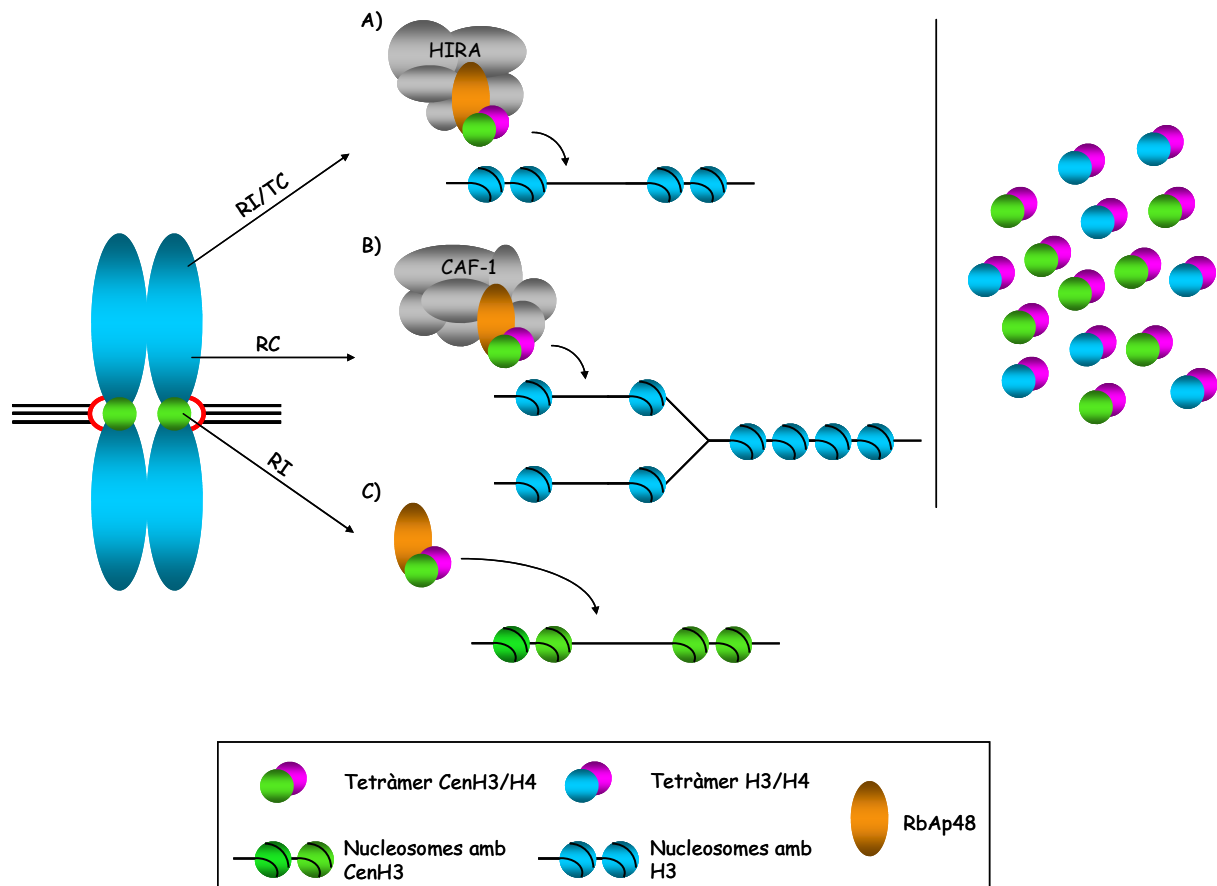 A)
HIRA
RI/TC
B)
CAF-1
RC
RI
C)
Tetràmer CenH3/H4
Tetràmer H3/H4
RbAp48
Nucleosomes amb
CenH3
Nucleosomes amb
H3